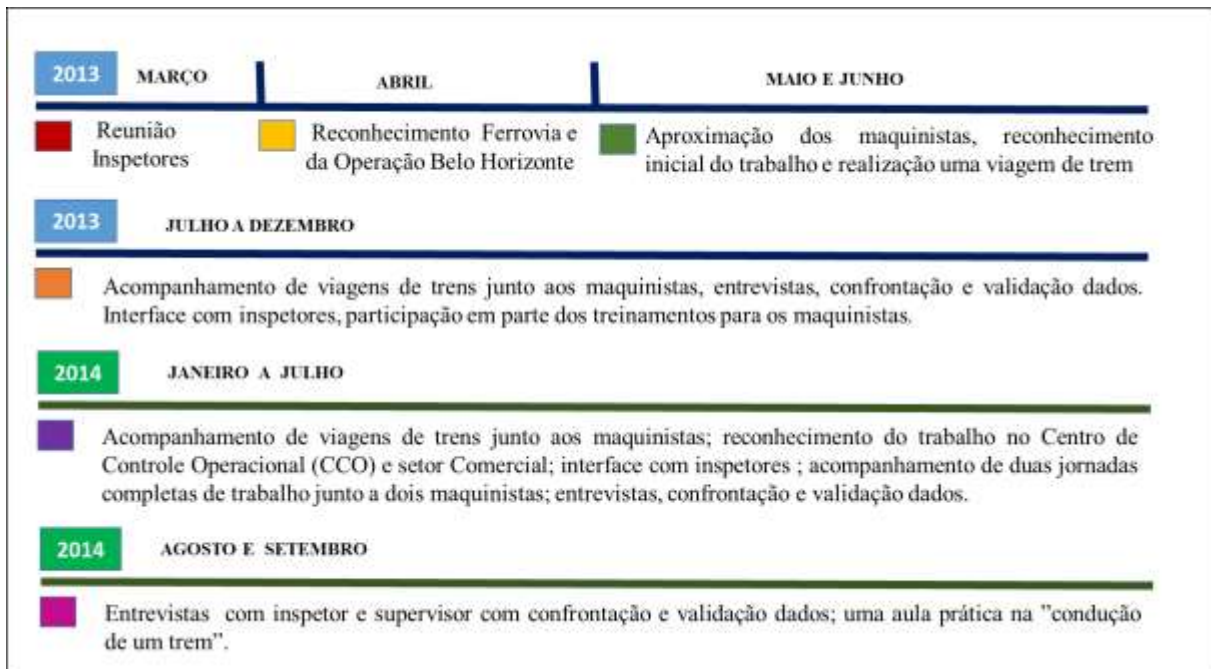 2013 MARÇO ABRIL MAIO E JUNHO
Reunião
Inspetores
Reconhecimento Ferrovia e
da Operação Belo Horizonte
Aproximação dos maquinistas, reconhecimento
inicial do trabalho e realização uma viagem de trem
2013 JULHO A DEZEMBRO
Acompanhamento de viagens de trens junto aos maquinistas, entrevistas, confrontação e validação dados.
Interface com inspetores, participação em parte dos treinamentos para os maquinistas.
2014 JANEIRO A JULHO
Acompanhamento de viagens de trens junto aos maquinistas; reconhecimento do trabalho no Centro de
Controle Operacional (CCO) e setor Comercial; interface com inspetores ; acompanhamento de duas jornadas
completas de trabalho junto a dois maquinistas; entrevistas, confrontação e validação dados.
2014 AGOSTO E SETEMBRO
Entrevistas com inspetor e supervisor com confrontação e validação dados; uma aula prática na ”condução
de um trem”.